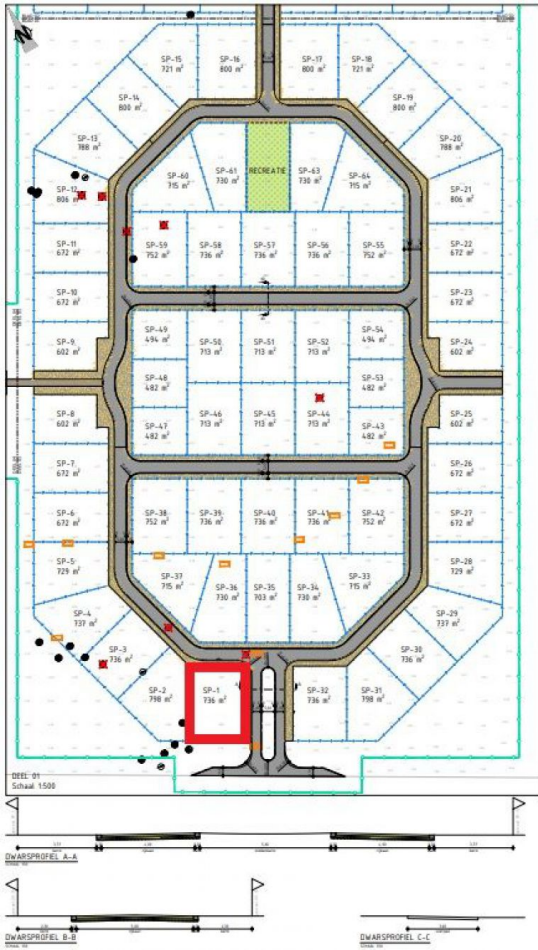 N
SP-15
721 m²
SP-16
800 m²
SP-17
800 m²
SP-18
721 m²
SP-14
800 m²
SP-19
800 m²
SP-13
788 m²
SP-20
788 m²
SP-60
715 m²
SP-61
730 m²
RECREATIE
SP-63
730 m²
SP-64
715 m²
SP-12
806 m²
SP-21
806 m²
SP-11
672 m²
SP-59
752 m²
SP-58
736 m²
SP-57
736 m²
SP-56
736 m²
SP-55
752 m²
SP-22
672 m²
SP-10
672 m²
SP-23
672 m²
SP-9
602 m²
SP-49
494 m²
SP-50
713 m²
SP-51
713 m²
SP-52
713 m²
SP-54
494 m²
SP-24
602 m²
SP-48
482 m²
SP-53
482 m²
SP-8
602 m²
SP-47
482 m²
SP-46
713 m²
SP-45
713 m²
SP-44
713 m²
SP-43
482 m²
SP-25
602 m²
SP-7
672 m²
SP-26
672 m²
SP-6
672 m²
SP-38
752 m²
SP-39
736 m²
SP-40
736 m²
SP-41
736 m²
SP-42
752 m²
SP-27
672 m²
SP-5
729 m²
SP-37
715 m²
SP-36
730 m²
SP-35
703 m²
SP-34
730 m²
SP-33
715 m²
SP-28
729 m²
SP-4
737 m²
SP-29
737 m²
SP-3
736 m²
SP-30
736 m²
SP-2
798 m²
SP-1
736 m²
SP-32
736 m²
SP-31
798 m²
DEEL 01
Schaal 1:500
DWARSPROFIEL A-A
DWARSPROFIEL B-B
DWARSPROFIEL C-C